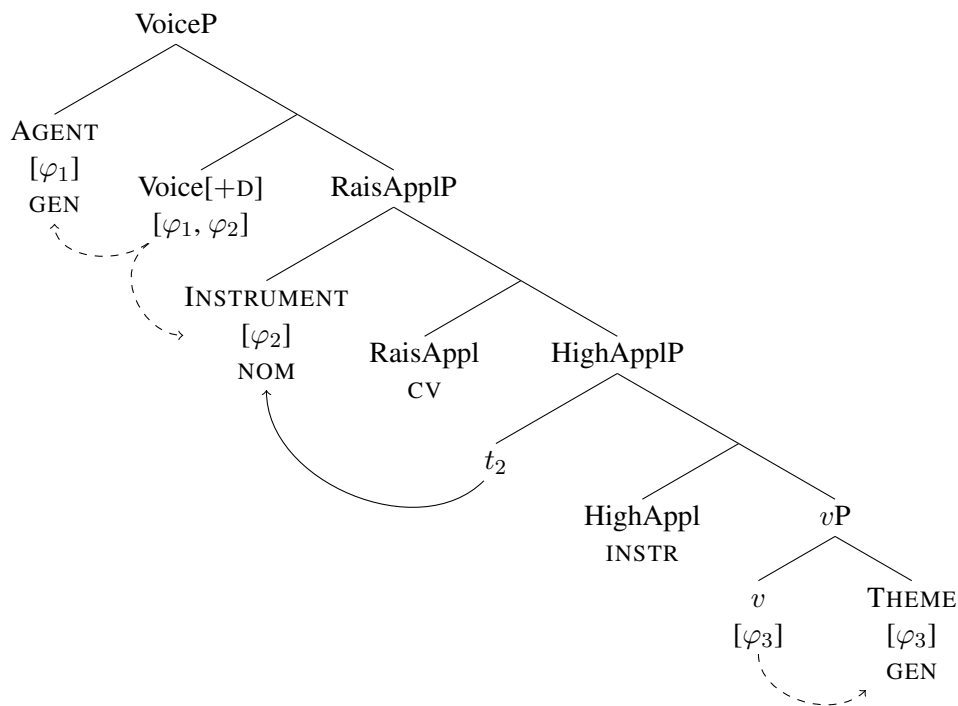 VoiceP
AGENT
[φ1]
GEN
Voice[+D]
[φ1, φ2]
RaisApplP
INSTRUMENT
[φ2]
NOM
RaisAppl
CV
HighApplP
t2
HighAppl
INSTR
vP
v
[φ3]
THEME
[φ3]
GEN